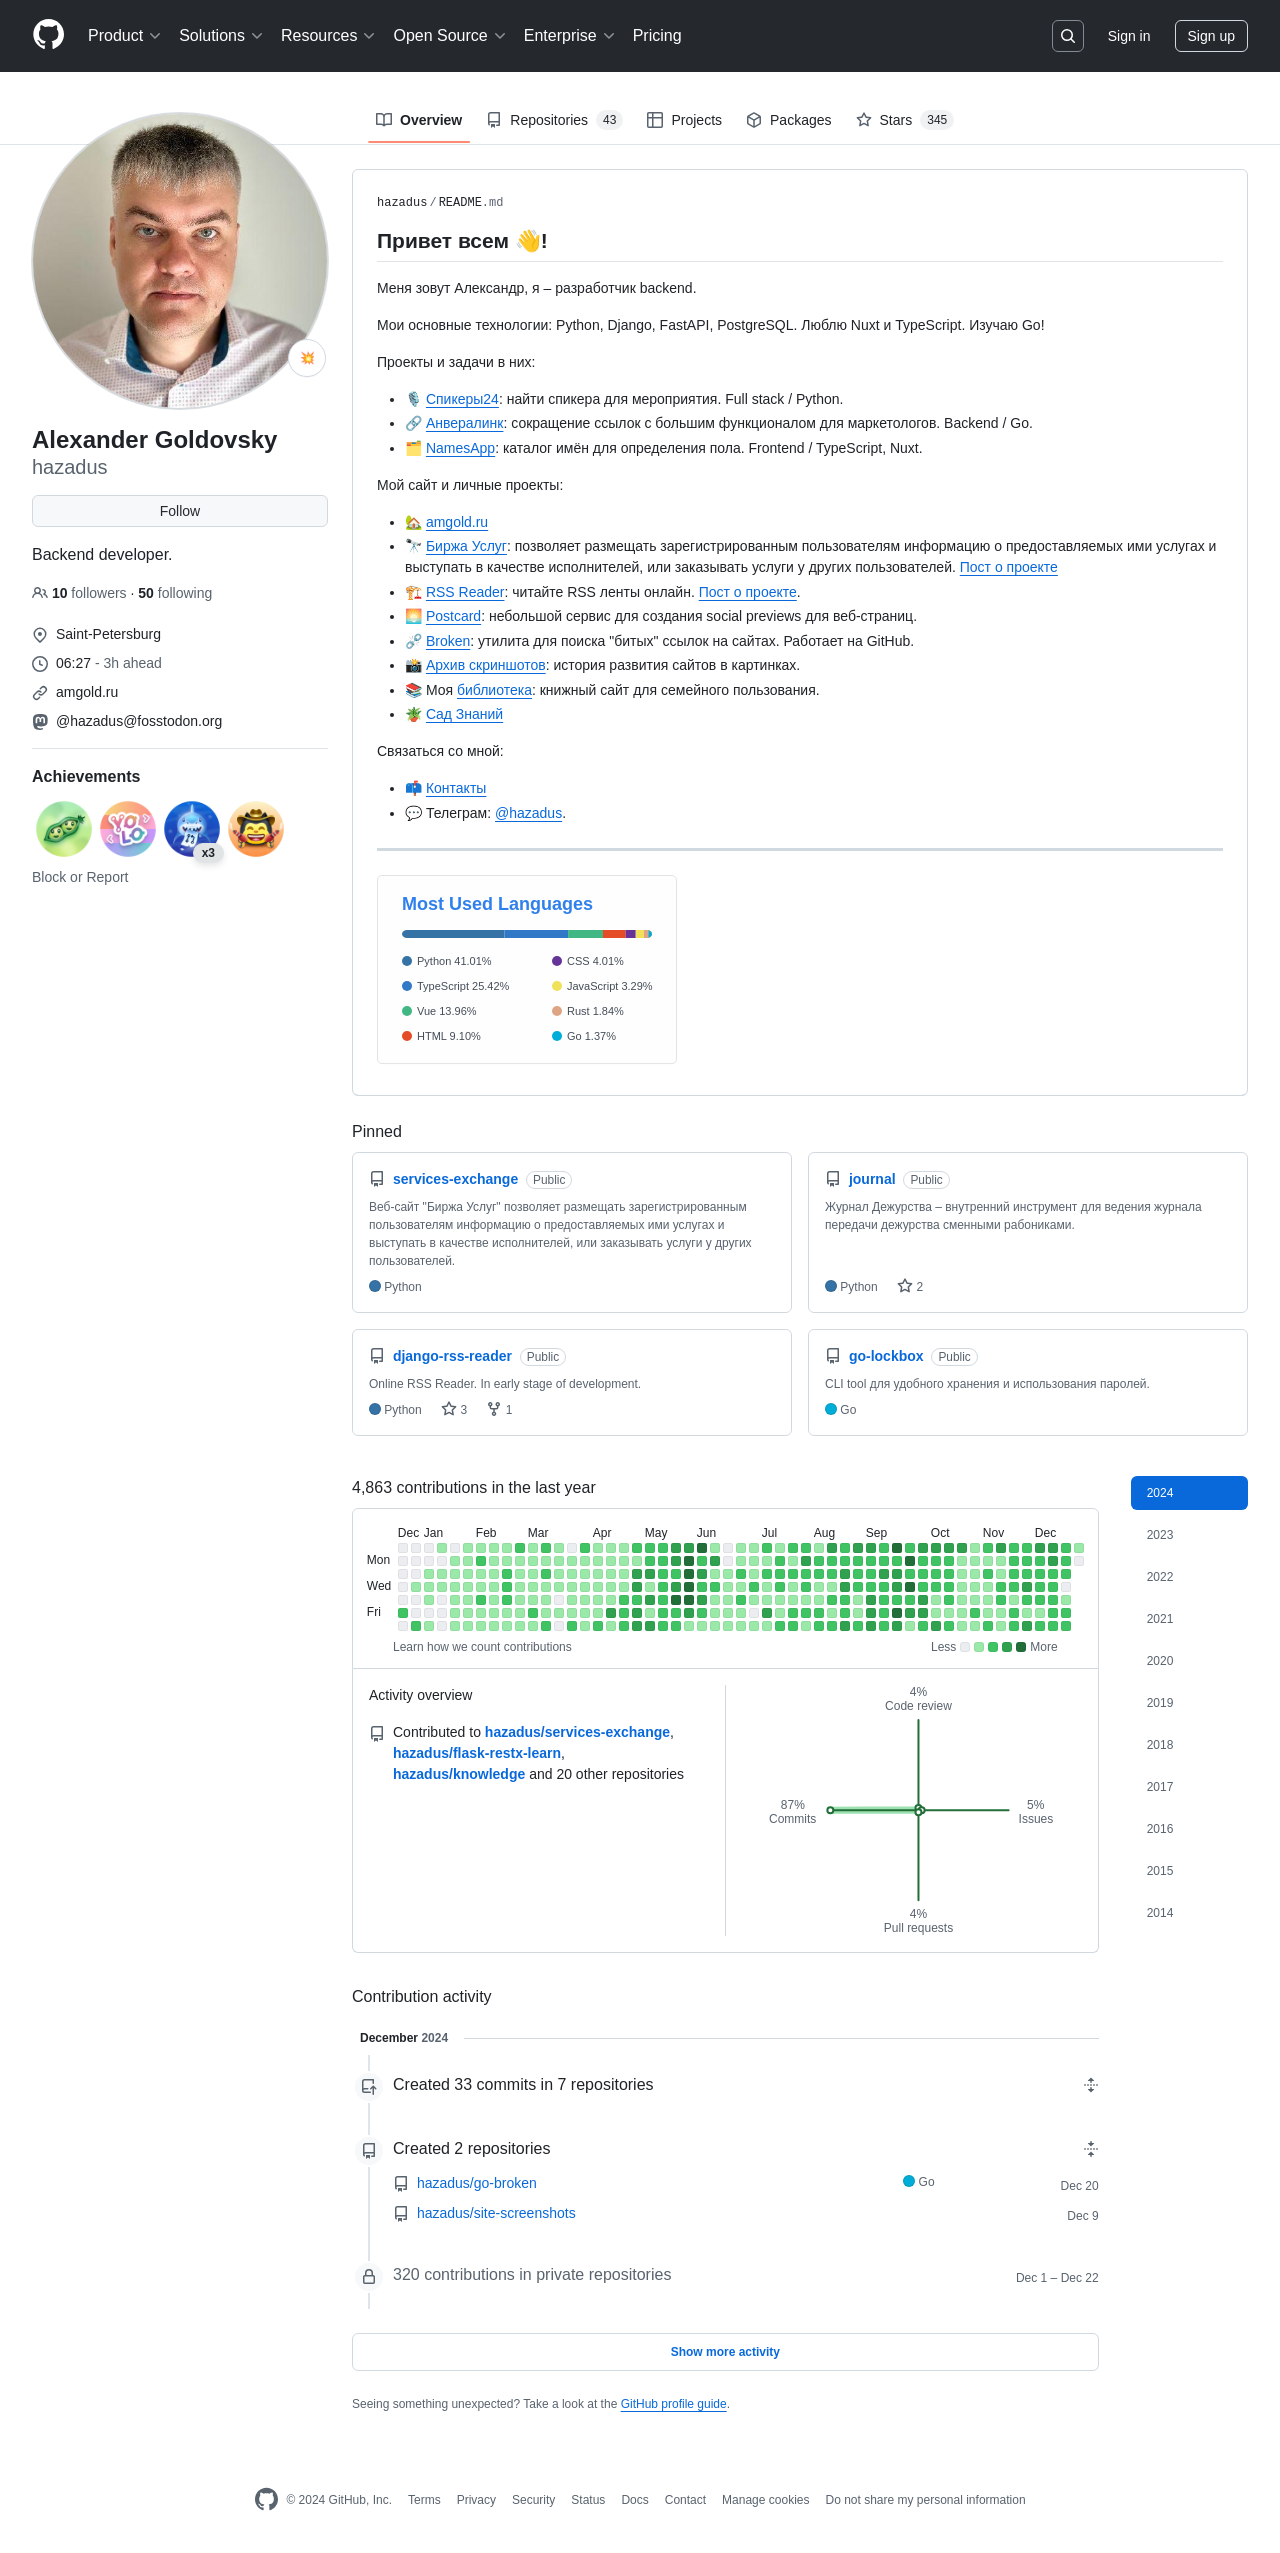 Product Solutions Resources Open Source Enterprise Pricing Sign in Sign up
Overview Repositories 43 Projects Packages Stars 345
Alexander Goldovsky
hazadus
Follow
Backend developer.
10 followers · 50 following
Saint-Petersburg
06:27 - 3h ahead
amgold.ru
@hazadus@fosstodon.org
Achievements
YOLO
x3
Block or Report
hazadus/README.md
Привет всем 👋!
Меня зовут Александр, я – разработчик backend.
Мои основные технологии: Python, Django, FastAPI, PostgreSQL. Люблю Nuxt и TypeScript. Изучаю Go!
Проекты и задачи в них:
🎙️ Спикеры24: найти спикера для мероприятия. Full stack / Python.
🔗 Анвералинк: сокращение ссылок с большим функционалом для маркетологов. Backend / Go.
🗂️ NamesApp: каталог имён для определения пола. Frontend / TypeScript, Nuxt.
Мой сайт и личные проекты:
🏡 amgold.ru
🔭 Биржа Услуг: позволяет размещать зарегистрированным пользователям информацию о предоставляемых ими услугах и
выступать в качестве исполнителей, или заказывать услуги у других пользователей. Пост о проекте
🏗️ RSS Reader: читайте RSS ленты онлайн. Пост о проекте.
🌅 Postcard: небольшой сервис для создания social previews для веб-страниц.
🔗 Broken: утилита для поиска "битых" ссылок на сайтах. Работает на GitHub.
📸 Архив скриншотов: история развития сайтов в картинках.
📚 Моя библиотека: книжный сайт для семейного пользования.
🪴 Сад Знаний
Связаться со мной:
📫 Контакты
💬 Телеграм: @hazadus.
Most Used Languages
Python 41.01% CSS 4.01%
TypeScript 25.42% JavaScript 3.29%
Vue 13.96% Rust 1.84%
HTML 9.10% Go 1.37%
Pinned
services-exchange Public
Веб-сайт "Биржа Услуг" позволяет размещать зарегистрированным
пользователям информацию о предоставляемых ими услугах и
выступать в качестве исполнителей, или заказывать услуги у других
пользователей.
Python
journal Public
Журнал Дежурства – внутренний инструмент для ведения журнала
передачи дежурства сменными рабониками.
Python 2
django-rss-reader Public
Online RSS Reader. In early stage of development.
Python 3 1
go-lockbox Public
CLI tool для удобного хранения и использования паролей.
Go
4,863 contributions in the last year
Dec Jan Feb Mar Apr May Jun Jul Aug Sep Oct Nov Dec
Mon
Wed
Fri
Learn how we count contributions Less More
Activity overview
Contributed to hazadus/services-exchange,
hazadus/flask-restx-learn,
hazadus/knowledge and 20 other repositories
4%
Code review
87%
Commits
5%
Issues
4%
Pull requests
2024
2023
2022
2021
2020
2019
2018
2017
2016
2015
2014
Contribution activity
December 2024
Created 33 commits in 7 repositories
Created 2 repositories
hazadus/go-broken Go Dec 20
hazadus/site-screenshots Dec 9
320 contributions in private repositories Dec 1 – Dec 22
Show more activity
Seeing something unexpected? Take a look at the GitHub profile guide.
© 2024 GitHub, Inc. Terms Privacy Security Status Docs Contact Manage cookies Do not share my personal information